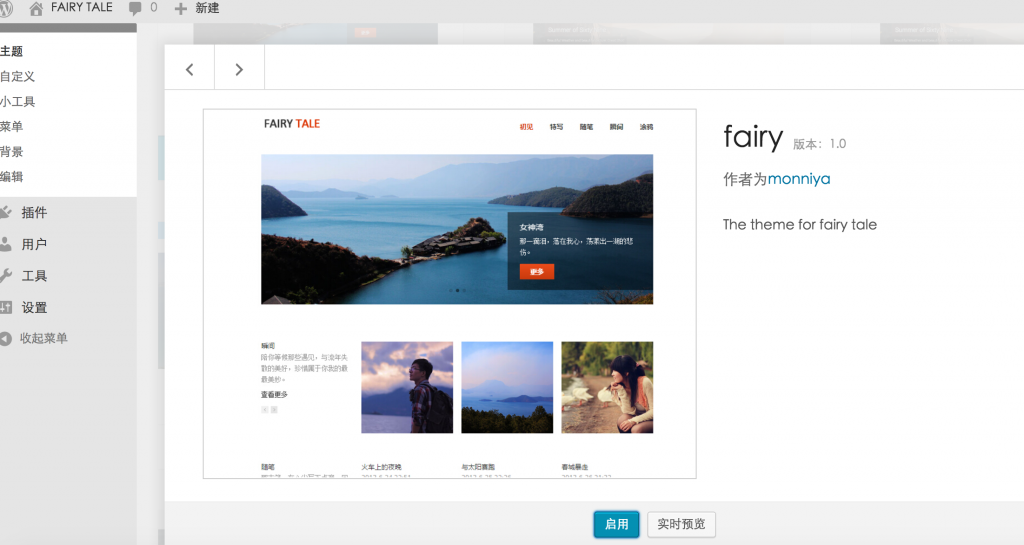 FAIRY TALE 0 新建
主题
自定义
小工具
菜单
背景
编辑
插件
用户
工具
设置
收起菜单
FAIRY TALE
初见 特写 随笔 瞬间 涂鸦
女神湾
那一面泪，落在我心，荡漾出一湖的悲
伤。
更多
瞬间
陪你等候那些遇见，与流年失
散的美好，珍惜属于你我的最
最美妙。
查看更多
随笔 火车上的夜晚 与太阳赛跑 春城暴走
fairy 版本：1.0
作者为monniya
The theme for fairy tale
启用 实时预览